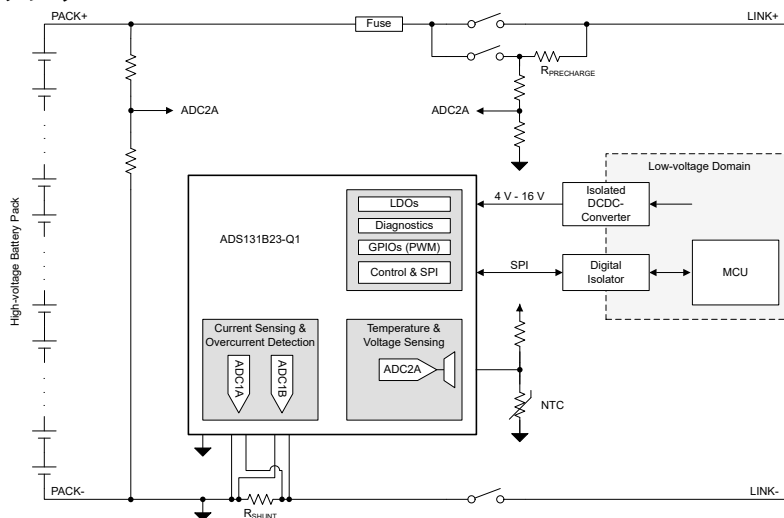 PACK+
Fuse
LINK+
R_PRECHARGE
ADC2A
ADC2A
High-voltage Battery Pack
Low-voltage Domain
LDOs
Diagnostics
GPIOs (PWM)
Control & SPI
ADS131B23-Q1
4 V - 16 V
Isolated
DCDC-
Converter
SPI
Digital
Isolator
MCU
Current Sensing &
Overcurrent Detection
ADC1A
ADC1B
Temperature &
Voltage Sensing
ADC2A
NTC
PACK-
R_SHUNT
LINK-